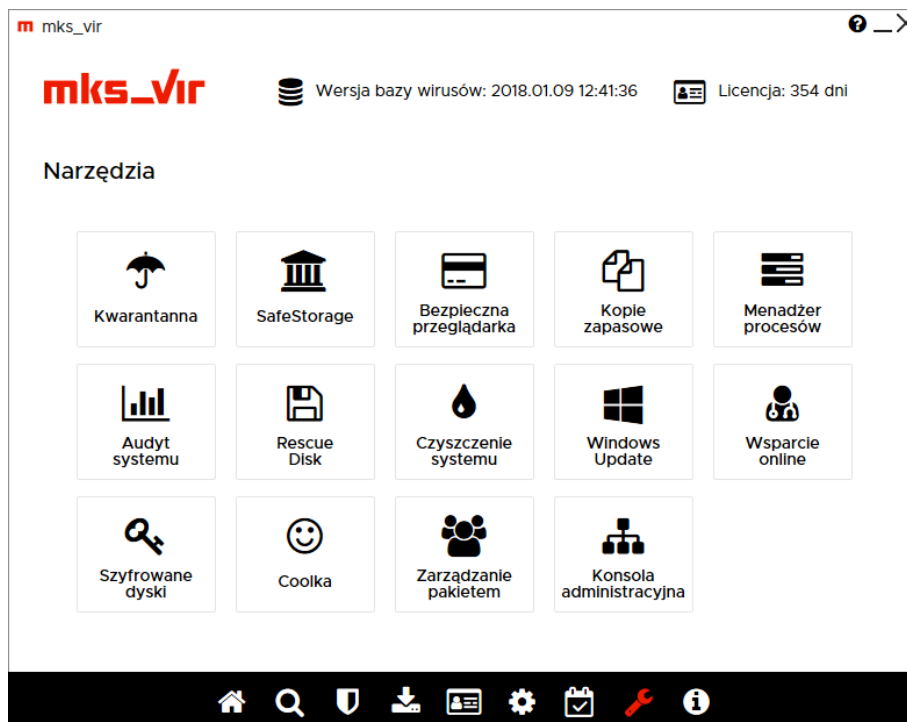 mks_vir
mks_vir
Wersja bazy wirusów: 2018.01.09 12:41:36
Licencja: 354 dni
Narzędzia
Kwarantanna
SafeStorage
Bezpieczna
przeglądarka
Kopie
zapasowe
Menadżer
procesów
Audyt
systemu
Rescue
Disk
Czyszczenie
systemu
Windows
Update
Wsparcie
online
Szyfrowane
dyski
Coolka
Zarządzanie
pakietem
Konsola
administracyjna